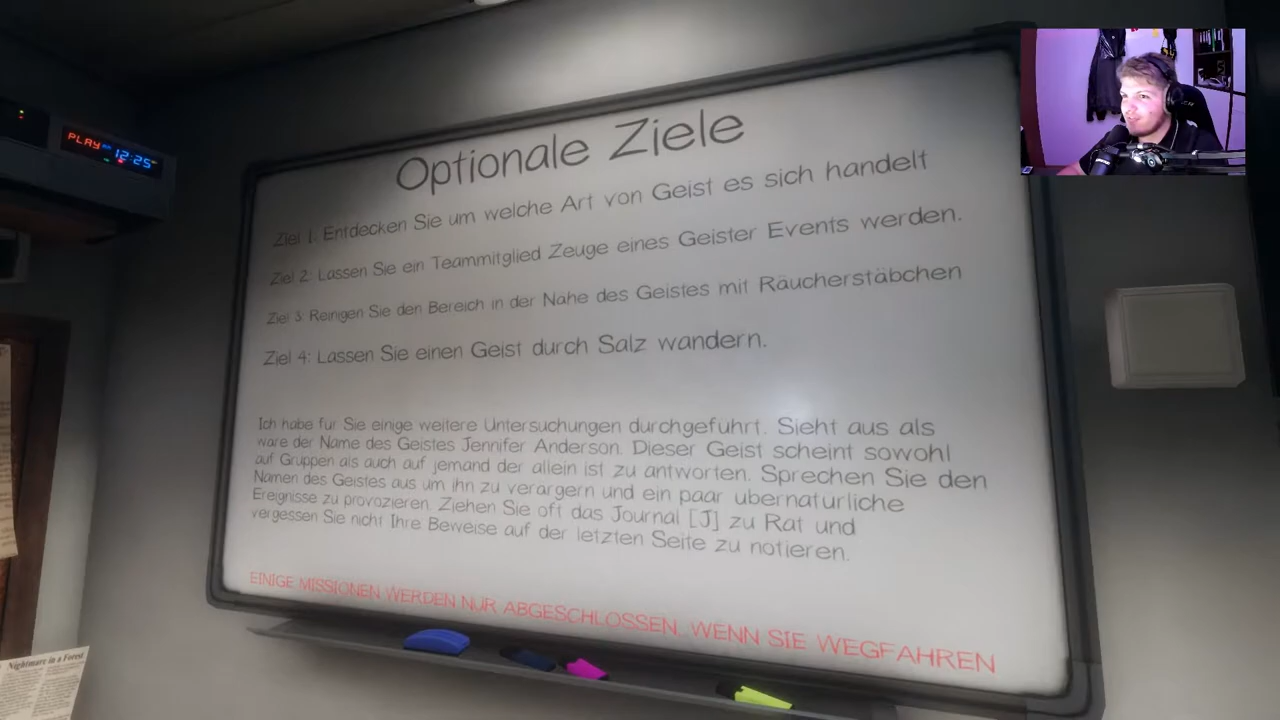 PLAY 12:25
Optionale Ziele
Ziel 1: Entdecken Sie um welche Art von Geist es sich handelt
Ziel 2: Lassen Sie ein Teammitglied Zeuge eines Geister Events werden.
Ziel 3: Reinigen Sie den Bereich in der Nähe des Geistes mit Räucherstäbchen
Ziel 4: Lassen Sie einen Geist durch Salz wandern.
Ich habe für Sie einige weitere Untersuchungen durchgeführt. Sieht aus als
ware der Name des Geistes Jennifer Anderson. Dieser Geist scheint sowohl
auf Gruppen als auch auf jemand der allein ist zu antworten. Sprechen Sie den
Namen des Geistes aus um ihn zu verargern und ein paar ubernaturliche
Ereignisse zu provozieren. Ziehen Sie oft das Journal [J] zu Rat und
vergessen Sie nicht Ihre Beweise auf der letzten Seite zu notieren.
EINIGE MISSIONEN WERDEN NUR ABGESCHLOSSEN, WENN SIE WEGFAHREN
Nightmare in a Forest